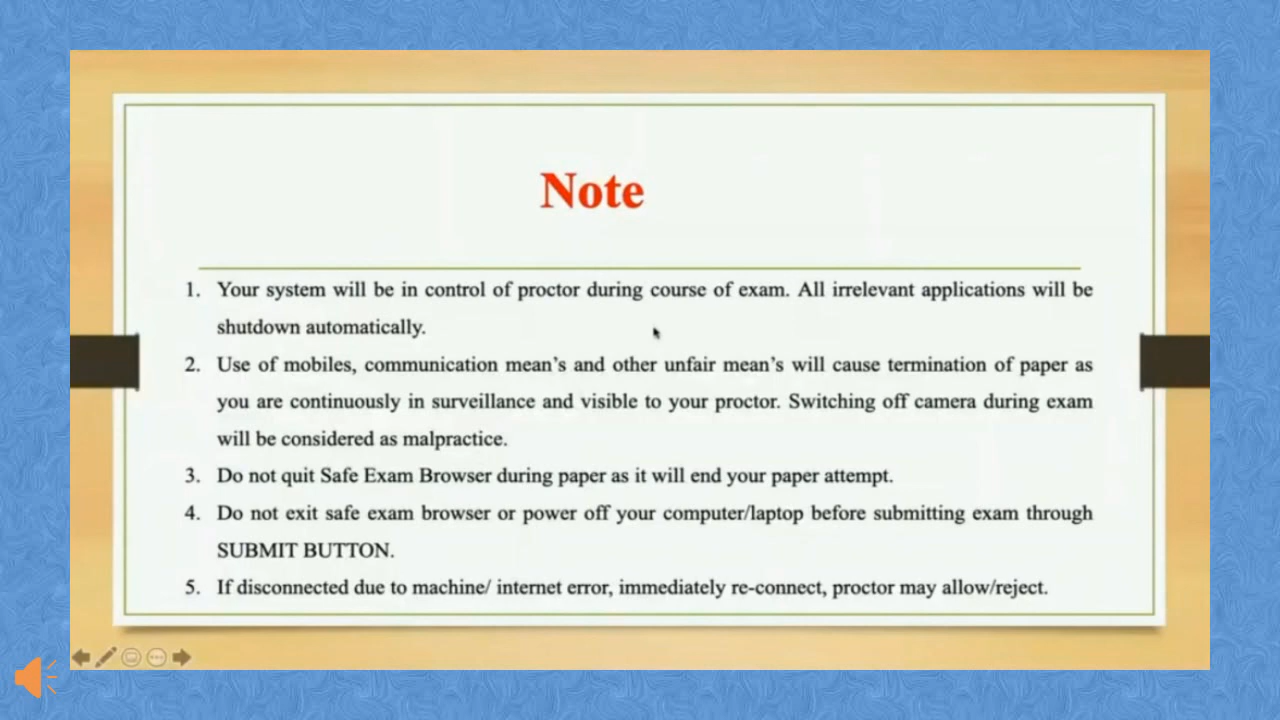 Note
1. Your system will be in control of proctor during course of exam. All irrelevant applications will be
shutdown automatically.
2. Use of mobiles, communication mean's and other unfair mean's will cause termination of paper as
you are continuously in surveillance and visible to your proctor. Switching off camera during exam
will be considered as malpractice.
3. Do not quit Safe Exam Browser during paper as it will end your paper attempt.
4. Do not exit safe exam browser or power off your computer/laptop before submitting exam through
SUBMIT BUTTON.
5. If disconnected due to machine/ internet error, immediately re-connect, proctor may allow/reject.